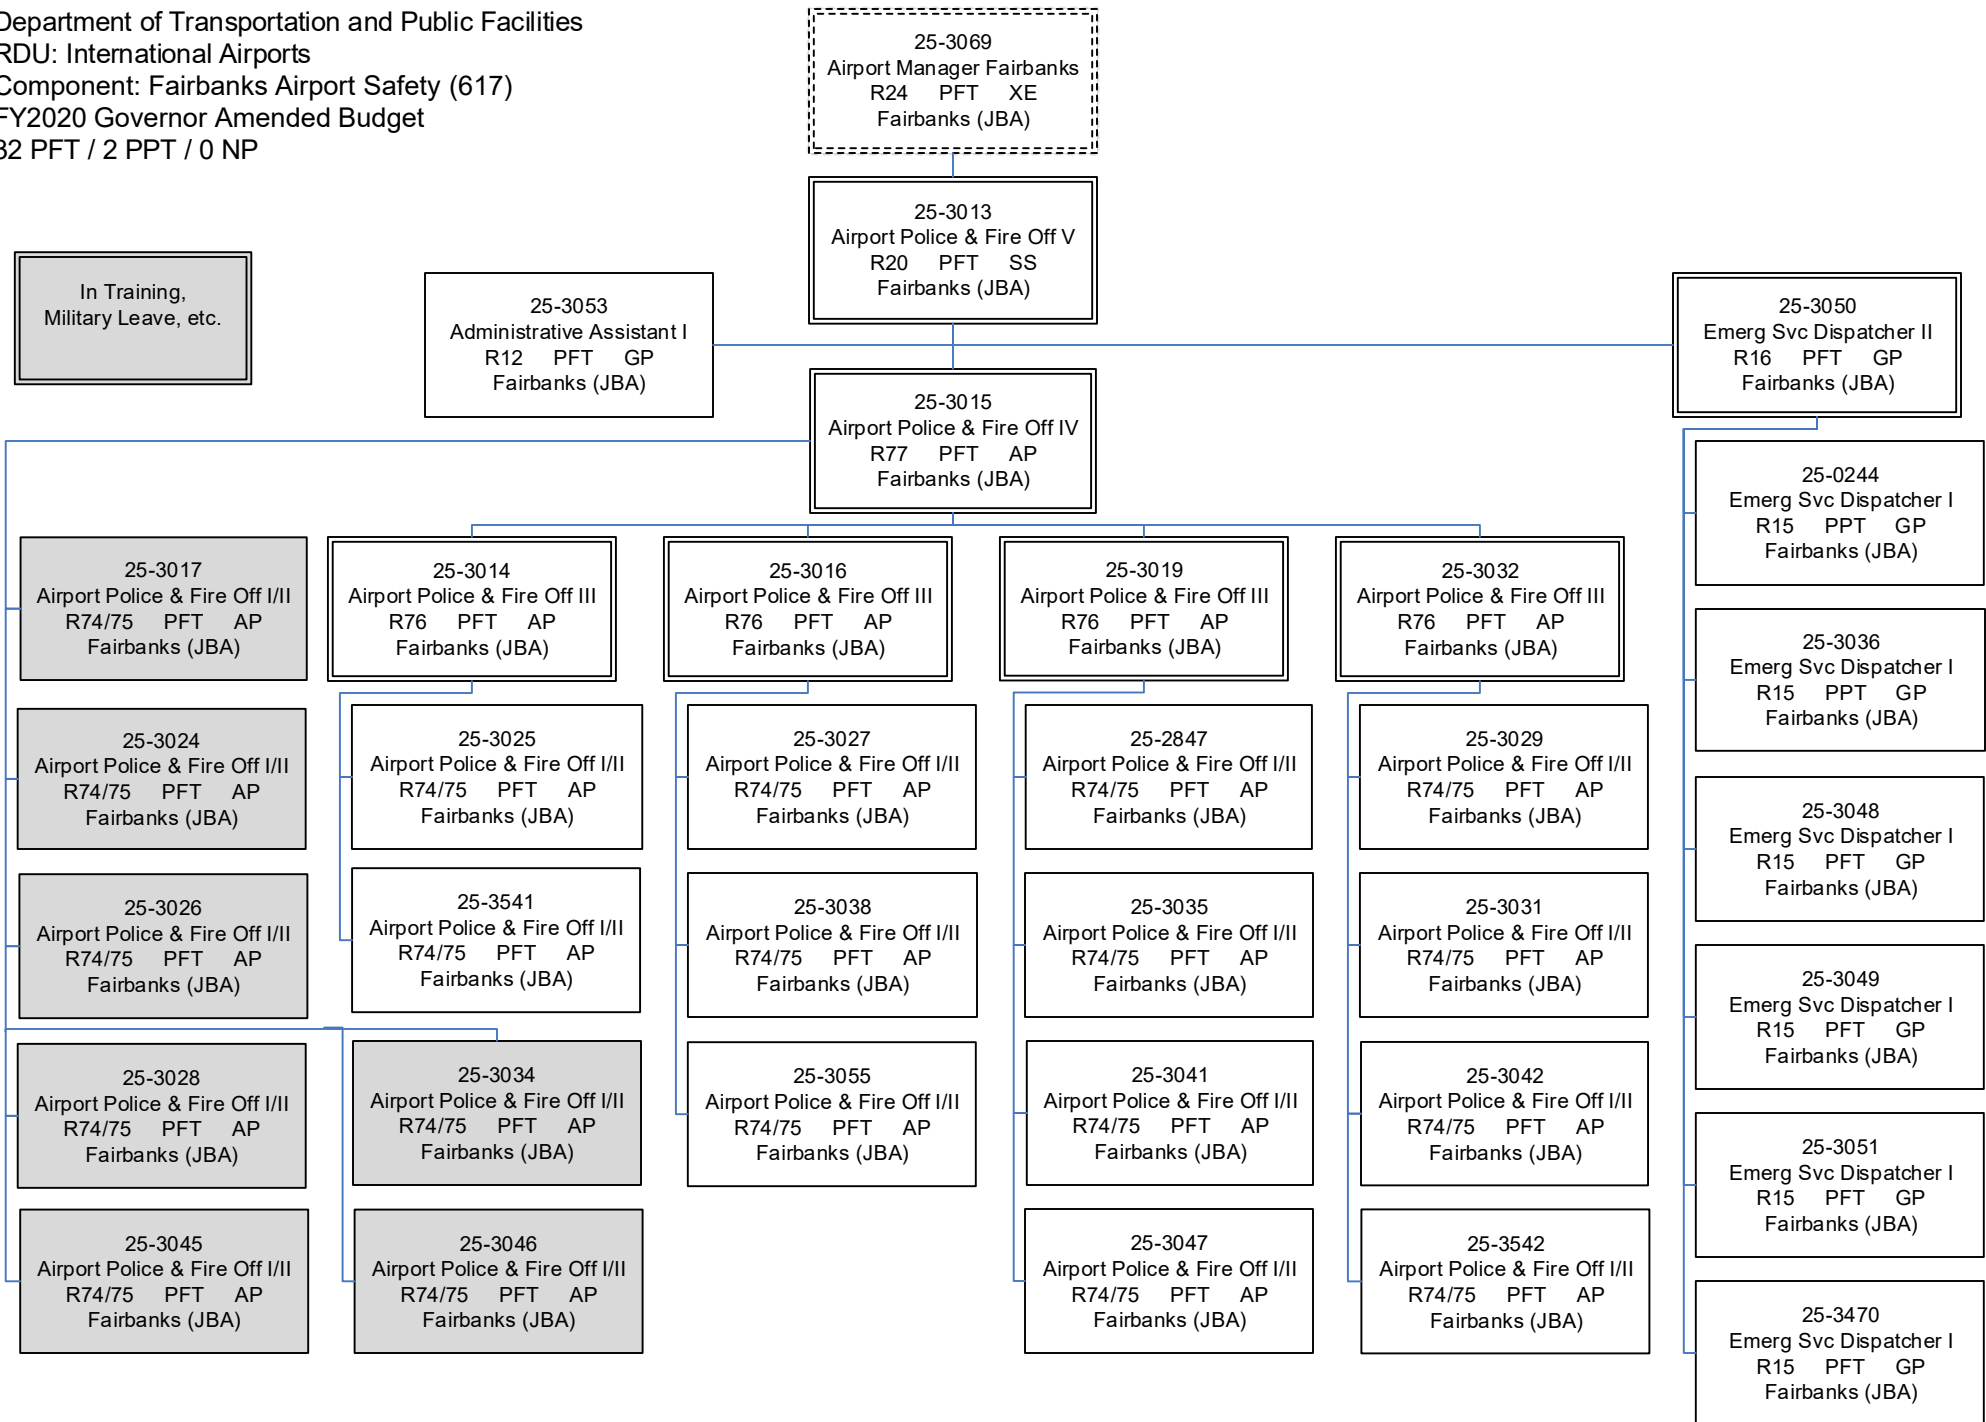 Department of Transportation and Public Facilities
RDU: International Airports
Component: Fairbanks Airport Safety (617)
FY2020 Governor Amended Budget
32 PFT / 2 PPT / 0 NP
25-3069
Airport Manager Fairbanks
R24 PFT XE
Fairbanks (JBA)
25-3013
Airport Police & Fire Off V
R20 PFT SS
Fairbanks (JBA)
In Training,
Military Leave, etc.
25-3053
Administrative Assistant I
R12 PFT GP
Fairbanks (JBA)
25-3050
Emerg Svc Dispatcher II
R16 PFT GP
Fairbanks (JBA)
25-3015
Airport Police & Fire Off IV
R77 PFT AP
Fairbanks (JBA)
25-3017
Airport Police & Fire Off I/II
R74/75 PFT AP
Fairbanks (JBA)
25-3024
Airport Police & Fire Off I/II
R74/75 PFT AP
Fairbanks (JBA)
25-3026
Airport Police & Fire Off I/II
R74/75 PFT AP
Fairbanks (JBA)
25-3028
Airport Police & Fire Off I/II
R74/75 PFT AP
Fairbanks (JBA)
25-3045
Airport Police & Fire Off I/II
R74/75 PFT AP
Fairbanks (JBA)
25-3034
Airport Police & Fire Off I/II
R74/75 PFT AP
Fairbanks (JBA)
25-3046
Airport Police & Fire Off I/II
R74/75 PFT AP
Fairbanks (JBA)
25-3014
Airport Police & Fire Off III
R76 PFT AP
Fairbanks (JBA)
25-3025
Airport Police & Fire Off I/II
R74/75 PFT AP
Fairbanks (JBA)
25-3541
Airport Police & Fire Off I/II
R74/75 PFT AP
Fairbanks (JBA)
25-3016
Airport Police & Fire Off III
R76 PFT AP
Fairbanks (JBA)
25-3027
Airport Police & Fire Off I/II
R74/75 PFT AP
Fairbanks (JBA)
25-3038
Airport Police & Fire Off I/II
R74/75 PFT AP
Fairbanks (JBA)
25-3055
Airport Police & Fire Off I/II
R74/75 PFT AP
Fairbanks (JBA)
25-3019
Airport Police & Fire Off III
R76 PFT AP
Fairbanks (JBA)
25-2847
Airport Police & Fire Off I/II
R74/75 PFT AP
Fairbanks (JBA)
25-3035
Airport Police & Fire Off I/II
R74/75 PFT AP
Fairbanks (JBA)
25-3041
Airport Police & Fire Off I/II
R74/75 PFT AP
Fairbanks (JBA)
25-3047
Airport Police & Fire Off I/II
R74/75 PFT AP
Fairbanks (JBA)
25-3032
Airport Police & Fire Off III
R76 PFT AP
Fairbanks (JBA)
25-3029
Airport Police & Fire Off I/II
R74/75 PFT AP
Fairbanks (JBA)
25-3031
Airport Police & Fire Off I/II
R74/75 PFT AP
Fairbanks (JBA)
25-3042
Airport Police & Fire Off I/II
R74/75 PFT AP
Fairbanks (JBA)
25-3542
Airport Police & Fire Off I/II
R74/75 PFT AP
Fairbanks (JBA)
25-0244
Emerg Svc Dispatcher I
R15 PPT GP
Fairbanks (JBA)
25-3036
Emerg Svc Dispatcher I
R15 PPT GP
Fairbanks (JBA)
25-3048
Emerg Svc Dispatcher I
R15 PFT GP
Fairbanks (JBA)
25-3049
Emerg Svc Dispatcher I
R15 PFT GP
Fairbanks (JBA)
25-3051
Emerg Svc Dispatcher I
R15 PFT GP
Fairbanks (JBA)
25-3470
Emerg Svc Dispatcher I
R15 PFT GP
Fairbanks (JBA)